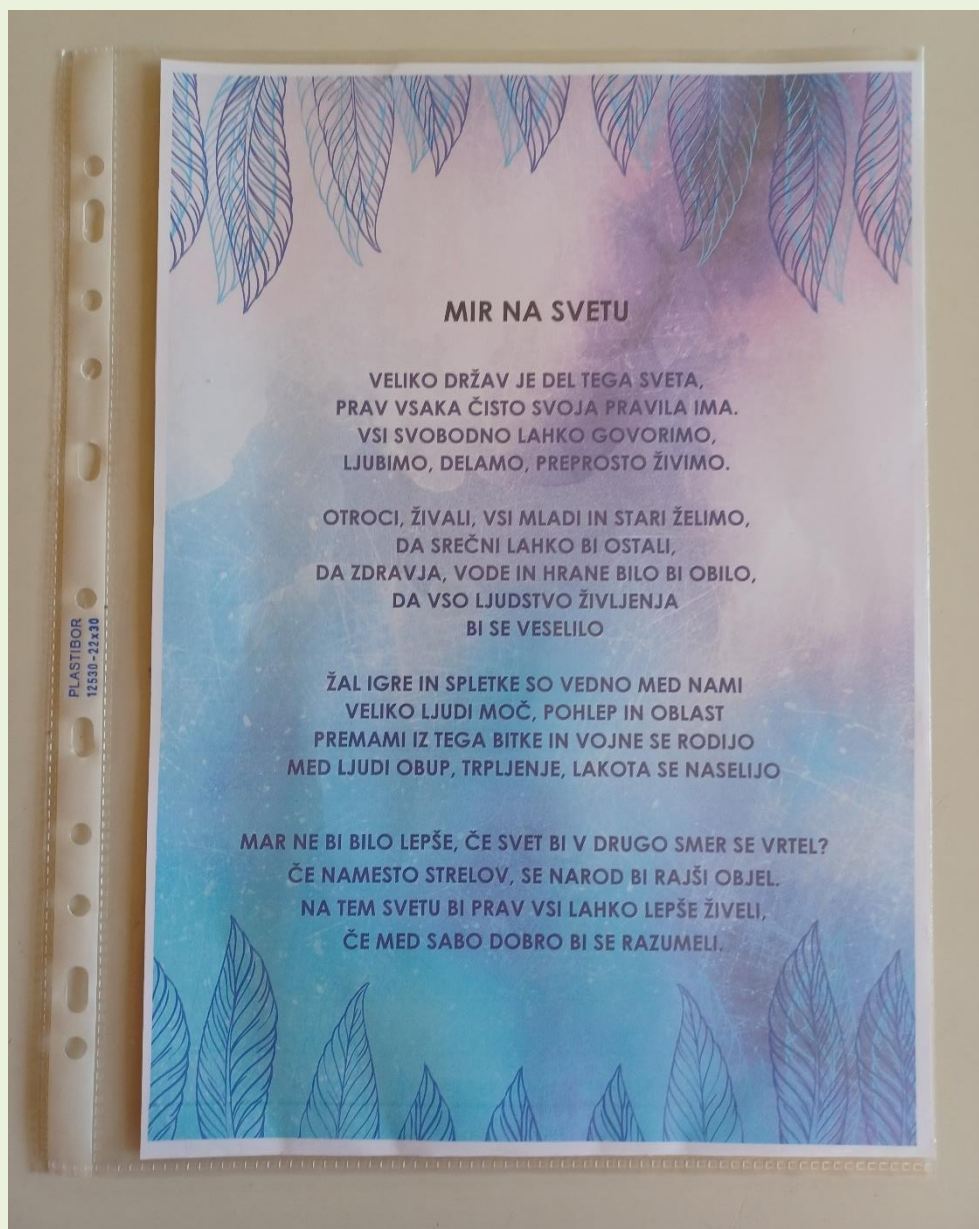 MIR NA SVETU
VELIKO DRŽAV JE DEL TEGA SVETA,
PRAV VSAKA ČISTO SVOJA PRAVILA IMA.
VSI SVOBODNO LAHKO GOVORIMO,
LJUBIMO, DELAMO, PREPROSTO ŽIVIMO.
OTROCI, ŽIVALI, VSI MLADI IN STARI ŽELIMO,
DA SREČNI LAHKO BI OSTALI,
DA ZDRAVJA, VODE IN HRANE BILO BI OBILO,
DA VSO LJUDSTVO ŽIVLJENJA
BI SE VESELILO
ŽAL IGRE IN SPLETKE SO VEDNO MED NAMI
VELIKO LJUDI MOČ, POHLEP IN OBLAST
PREMAMI IZ TEGA BITKE IN VOJNE SE RODIJO
MED LJUDI OBUP, TRPLJENJE, LAKOTA SE NASELIJO
MAR NE BI BILO LEPŠE, ČE SVET BI V DRUGO SMER SE VRTEL?
ČE NAMESTO STRELOV, SE NAROD BI RAJŠI OBJEL.
NA TEM SVETU BI PRAV VSI LAHKO LEPŠE ŽIVELI,
ČE MED SABO DOBRO BI SE RAZUMELI.
PLASTIBOR
12530-22x30